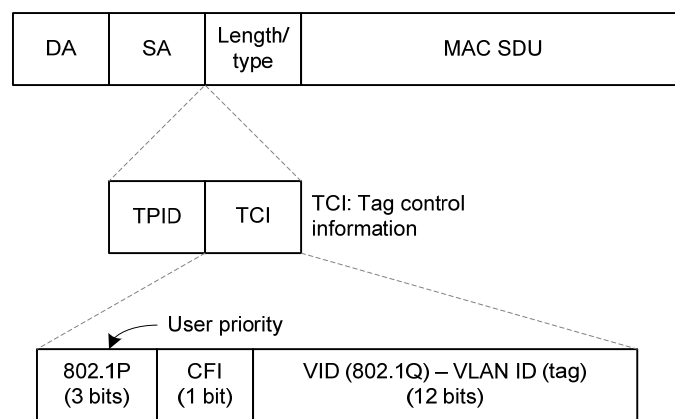 DA
SA
Length/
type
MAC SDU
TPID
TCI
TCI: Tag control
information
User priority
802.1P
(3 bits)
CFI
(1 bit)
VID (802.1Q) – VLAN ID (tag)
(12 bits)